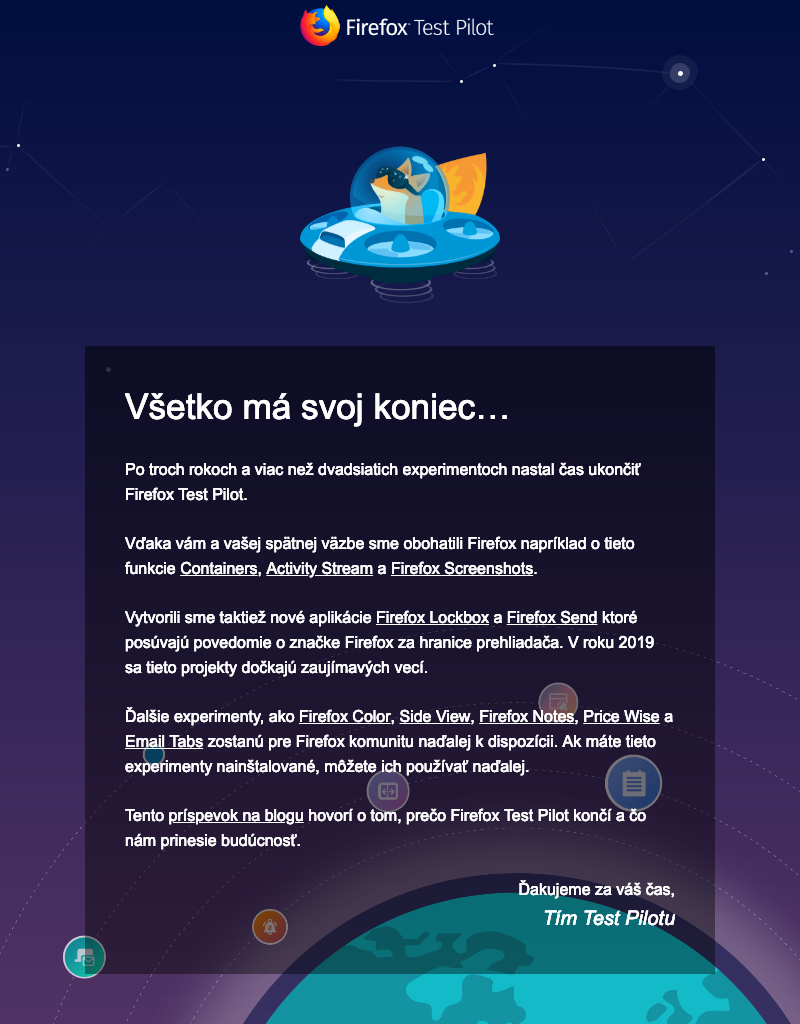 Firefox Test Pilot
Všetko má svoj koniec…
Po troch rokoch a viac než dvadsiatich experimentoch nastal čas ukončiť
Firefox Test Pilot.
Vďaka vám a vašej spätnej väzbe sme obohatili Firefox napríklad o tieto
funkcie Containers, Activity Stream a Firefox Screenshots.
Vytvorili sme taktiež nové aplikácie Firefox Lockbox a Firefox Send ktoré
posúvajú povedomie o značke Firefox za hranice prehliadača. V roku 2019
sa tieto projekty dočkajú zaujímavých vecí.
Ďalšie experimenty, ako Firefox Color, Side View, Firefox Notes, Price Wise a
Email Tabs zostanú pre Firefox komunitu naďalej k dispozícii. Ak máte tieto
experimenty nainštalované, môžete ich používať naďalej.
Tento príspevok na blogu hovorí o tom, prečo Firefox Test Pilot končí a čo
nám prinesie budúcnosť.
Ďakujeme za váš čas,
Tím Test Pilotu